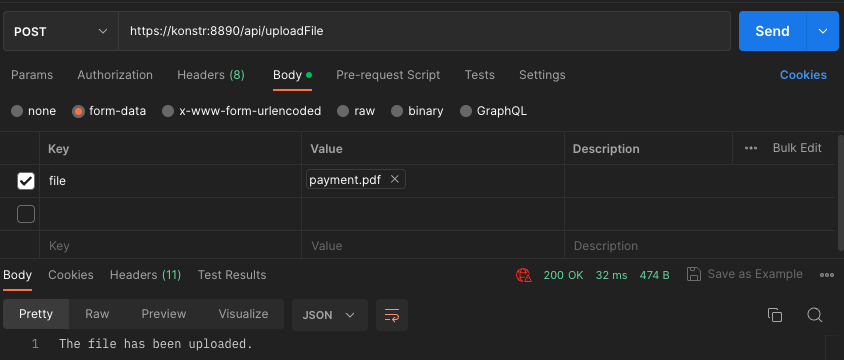 POST https://konstr:8890/api/uploadFile Send
Params Authorization Headers (8) Body Pre-request Script Tests Settings Cookies
none form-data x-www-form-urlencoded raw binary GraphQL
Key Value Description ••• Bulk Edit
file payment.pdf ×
Key Value Description
Body Cookies Headers (11) Test Results 200 OK 32 ms 474 B Save as Example •••
Pretty Raw Preview Visualize JSON
1 The file has been uploaded.